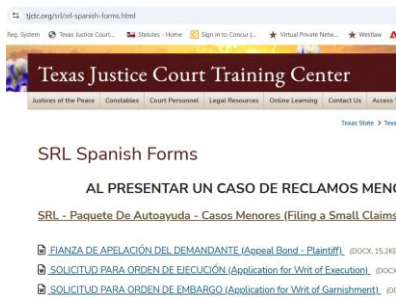 tjctc.org/srl/srl-spanish-forms.html
Reg. System Texas Justice Court... Statutes - Home Sign in to Concur |... Virtual Private Netw... Westlaw
Texas Justice Court Training Center
Justices of the Peace Constables Court Personnel Legal Resources Online Learning Contact Us Access
Texas State > Texa
SRL Spanish Forms
AL PRESENTAR UN CASO DE RECLAMOS MENO
SRL - Paquete De Autoayuda - Casos Menores (Filing a Small Claims
FIANZA DE APELACIÓN DEL DEMANDANTE (Appeal Bond - Plaintiff) (DOCX, 15.2KB
SOLICITUD PARA ORDEN DE EJECUCIÓN (Application for Writ of Execution) (DOCX
SOLICITUD PARA ORDEN DE EMBARGO (Application for Writ of Garnishment) (DO